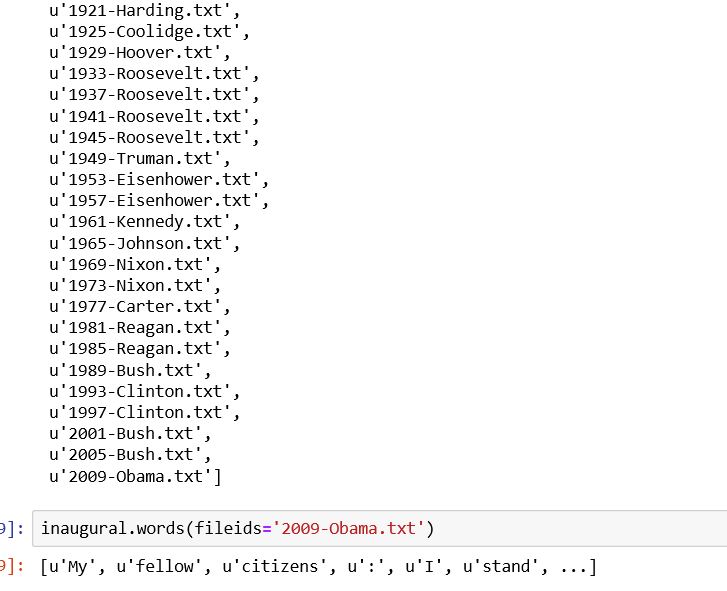 u'1921-Harding.txt',
u'1925-Coolidge.txt',
u'1929-Hoover.txt',
u'1933-Roosevelt.txt',
u'1937-Roosevelt.txt',
u'1941-Roosevelt.txt',
u'1945-Roosevelt.txt',
u'1949-Truman.txt',
u'1953-Eisenhower.txt',
u'1957-Eisenhower.txt',
u'1961-Kennedy.txt',
u'1965-Johnson.txt',
u'1969-Nixon.txt',
u'1973-Nixon.txt',
u'1977-Carter.txt',
u'1981-Reagan.txt',
u'1985-Reagan.txt',
u'1989-Bush.txt',
u'1993-Clinton.txt',
u'1997-Clinton.txt',
u'2001-Bush.txt',
u'2005-Bush.txt',
u'2009-Obama.txt']
9]: inaugural.words(fileids='2009-Obama.txt')
9]: [u'My', u'fellow', u'citizens', u':', u'I', u'stand', ...]